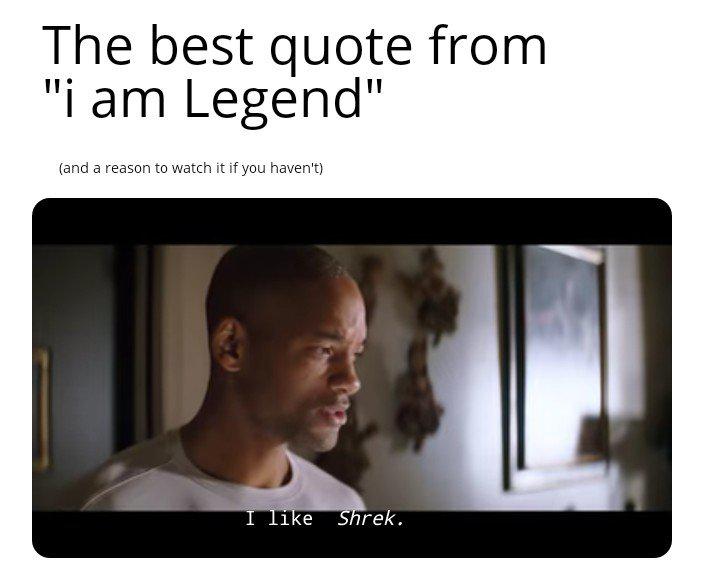 The best quote from
"i am Legend"
(and a reason to watch it if you haven't)
I like Shrek.